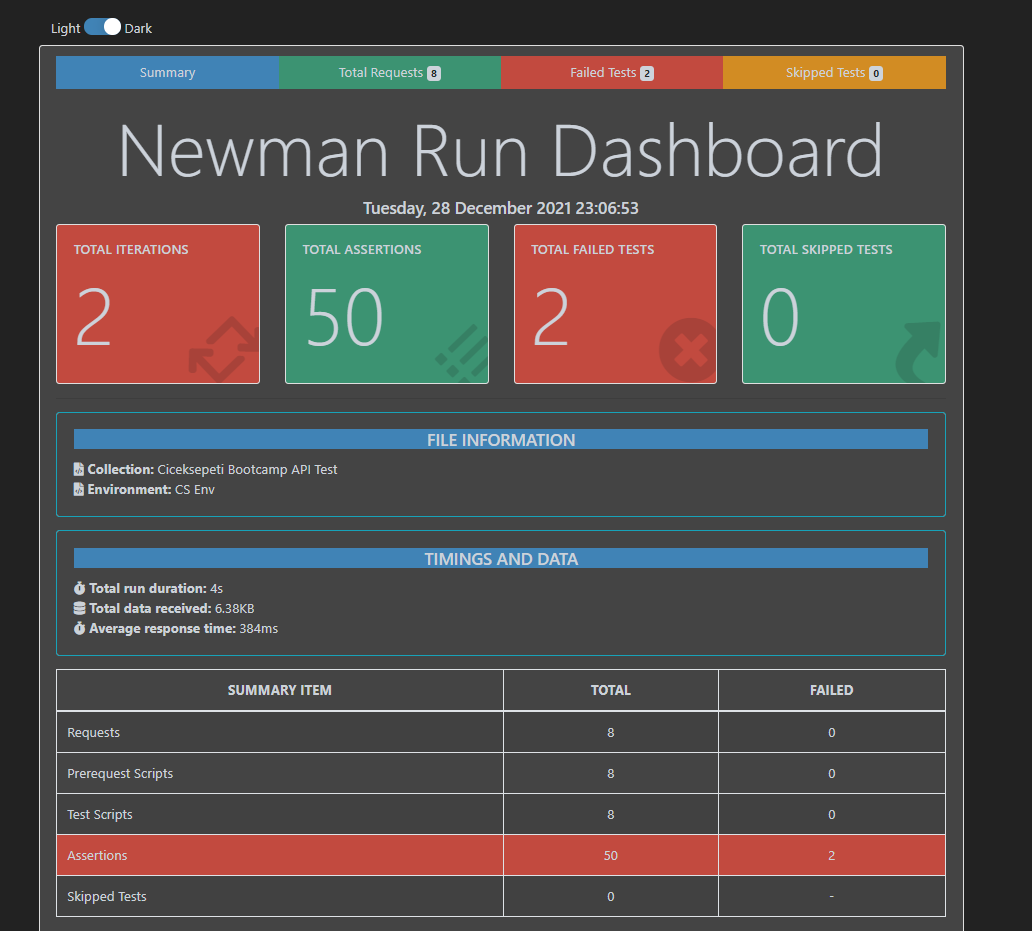 Light Dark
Summary Total Requests 8 Failed Tests 2 Skipped Tests 0
Newman Run Dashboard
Tuesday, 28 December 2021 23:06:53
TOTAL ITERATIONS TOTAL ASSERTIONS TOTAL FAILED TESTS TOTAL SKIPPED TESTS
2 50 2 0
FILE INFORMATION
Collection: Ciceksepeti Bootcamp API Test
Environment: CS Env
TIMINGS AND DATA
Total run duration: 4s
Total data received: 6.38KB
Average response time: 384ms
SUMMARY ITEM TOTAL FAILED
Requests 8 0
Prerequest Scripts 8 0
Test Scripts 8 0
Assertions 50 2
Skipped Tests 0 -